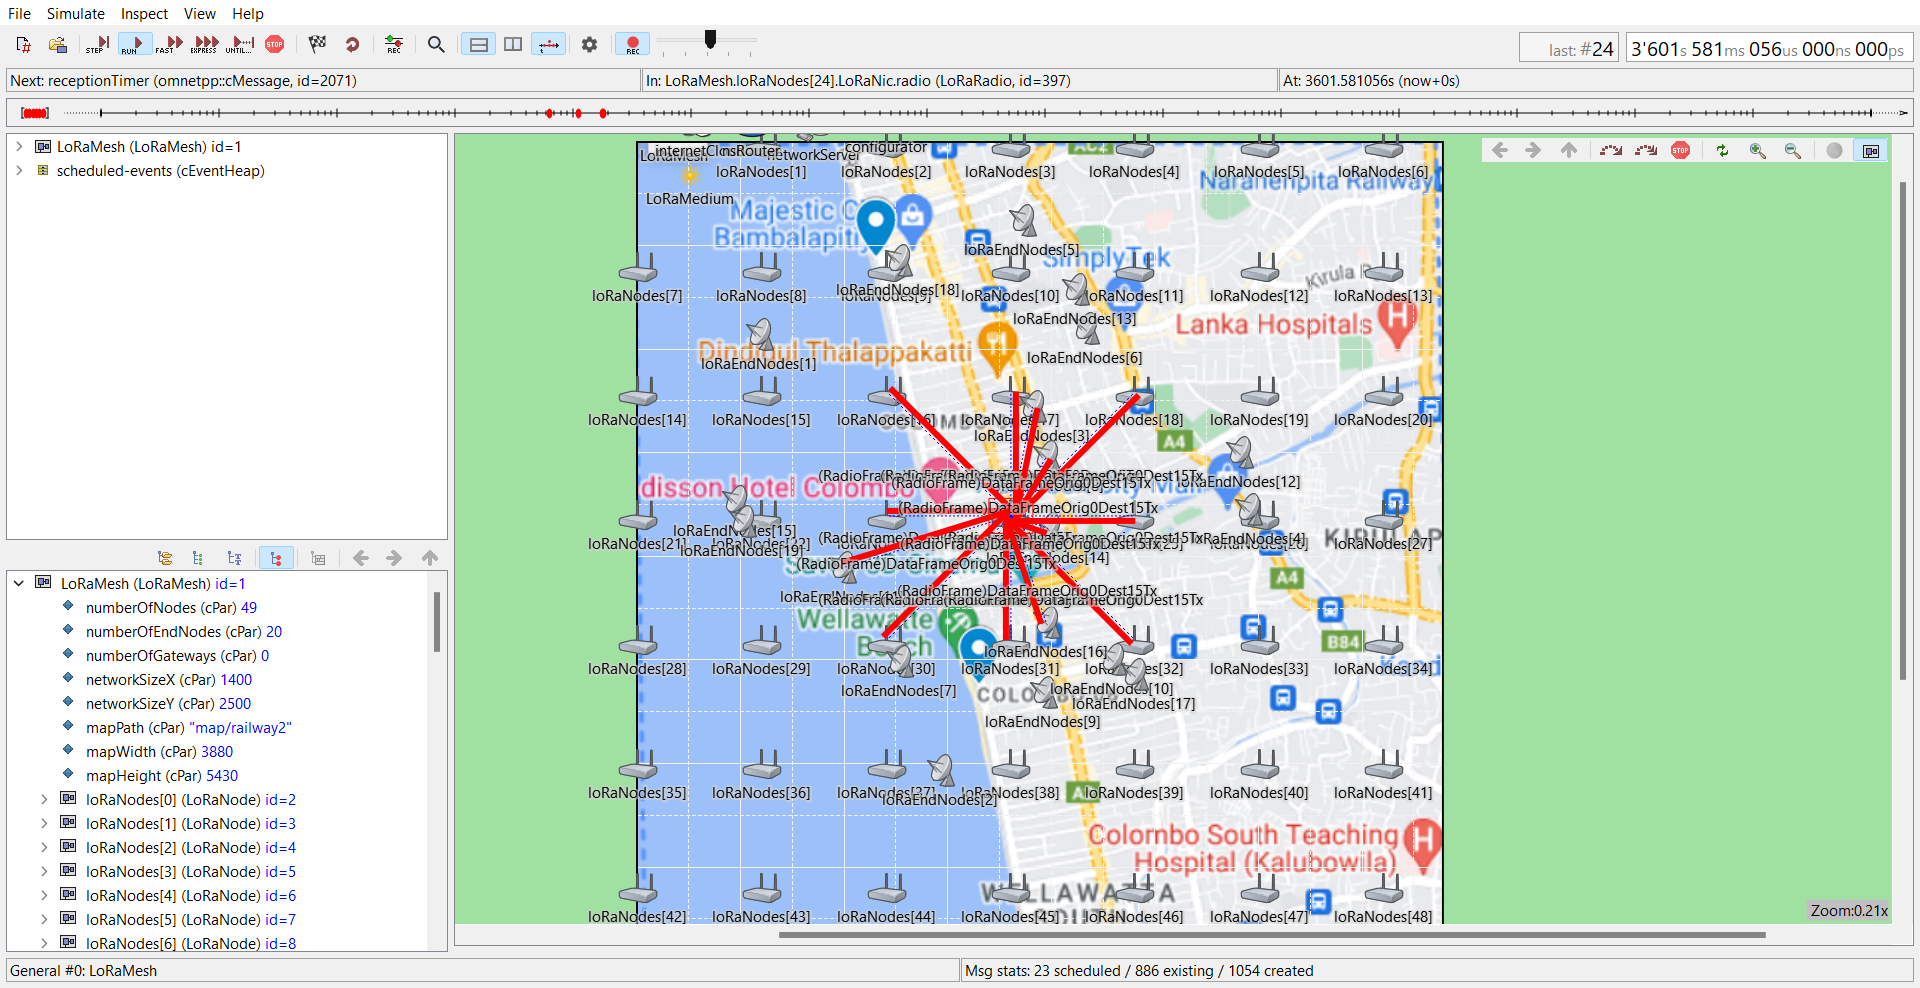 File Simulate Inspect View Help
STEP RUN FAST EXPRESS UNTIL... STOP REC REC
last: #24 3'601s 581ms 056us 000ns 000ps
Next: receptionTimer (omnetpp::cMessage, id=2071)
In: LoRaMesh.loRaNodes[24].LoRaNic.radio (LoRaRadio, id=397)
At: 3601.581056s (now+0s)
LoRaMesh (LoRaMesh) id=1
scheduled-events (cEventHeap)
LoRaMesh (LoRaMesh) id=1
numberOfNodes (cPar) 49
numberOfEndNodes (cPar) 20
numberOfGateways (cPar) 0
networkSizeX (cPar) 1400
networkSizeY (cPar) 2500
mapPath (cPar) "map/railway2"
mapWidth (cPar) 3880
mapHeight (cPar) 5430
loRaNodes[0] (LoRaNode) id=2
loRaNodes[1] (LoRaNode) id=3
loRaNodes[2] (LoRaNode) id=4
loRaNodes[3] (LoRaNode) id=5
loRaNodes[4] (LoRaNode) id=6
loRaNodes[5] (LoRaNode) id=7
loRaNodes[6] (LoRaNode) id=8
configurator
networkServer
loRaNodes[1] loRaNodes[2] loRaNodes[3] loRaNodes[4] loRaNodes[5] loRaNodes[6]
Naranenpita Railway
LoRaMedium
Majestic
Bambalapiti
loRaEndNodes[5]
SimplyTek
Kirula
loRaEndNodes[18]
loRaNodes[7] loRaNodes[8] loRaNodes[10] loRaNodes[11] loRaNodes[12] loRaNodes[13]
loRaEndNodes[13]
Lanka Hospitals
Dindigul Thalappakatti
loRaEndNodes[6]
loRaEndNodes[1]
loRaNodes[14] loRaNodes[15] loRaNodes[16] loRaNodes[18] loRaNodes[19] loRaNodes[20]
loRaEndNodes[3]
A4
(RadioFrame)DataFrameOrig0Dest15Tx
loRaEndNodes[12]
disson Hotel Colombo
(RadioFrame)DataFrameOrig0Dest15Tx
(RadioFrame)DataFrameOrig0Dest15Tx
loRaEndNodes[15]
loRaEndNodes[4]
loRaNodes[27]
(RadioFrame)DataFrameOrig0Dest15Tx
loRaEndNodes[19]
(RadioFrame)DataFrameOrig0Dest15Tx
A4
(RadioFrame)DataFrameOrig0Dest15Tx
(RadioFrame)DataFrameOrig0Dest15Tx
Wellawatte
Beach
B84
loRaEndNodes[16]
loRaNodes[28] loRaNodes[29] loRaNodes[30] loRaNodes[31] loRaNodes[32] loRaNodes[33] loRaNodes[34]
loRaEndNodes[7]
loRaEndNodes[10]
loRaEndNodes[17]
loRaEndNodes[9]
loRaNodes[35] loRaNodes[36] loRaNodes[37] loRaNodes[38] loRaNodes[39] loRaNodes[40] loRaNodes[41]
loRaEndNodes[2]
Colombo South Teaching
Hospital (Kalubowila)
WELLAWATTA
loRaNodes[42] loRaNodes[43] loRaNodes[44] loRaNodes[45] loRaNodes[46] loRaNodes[47] loRaNodes[48]
Zoom:0.21x
General #0: LoRaMesh
Msg stats: 23 scheduled / 886 existing / 1054 created